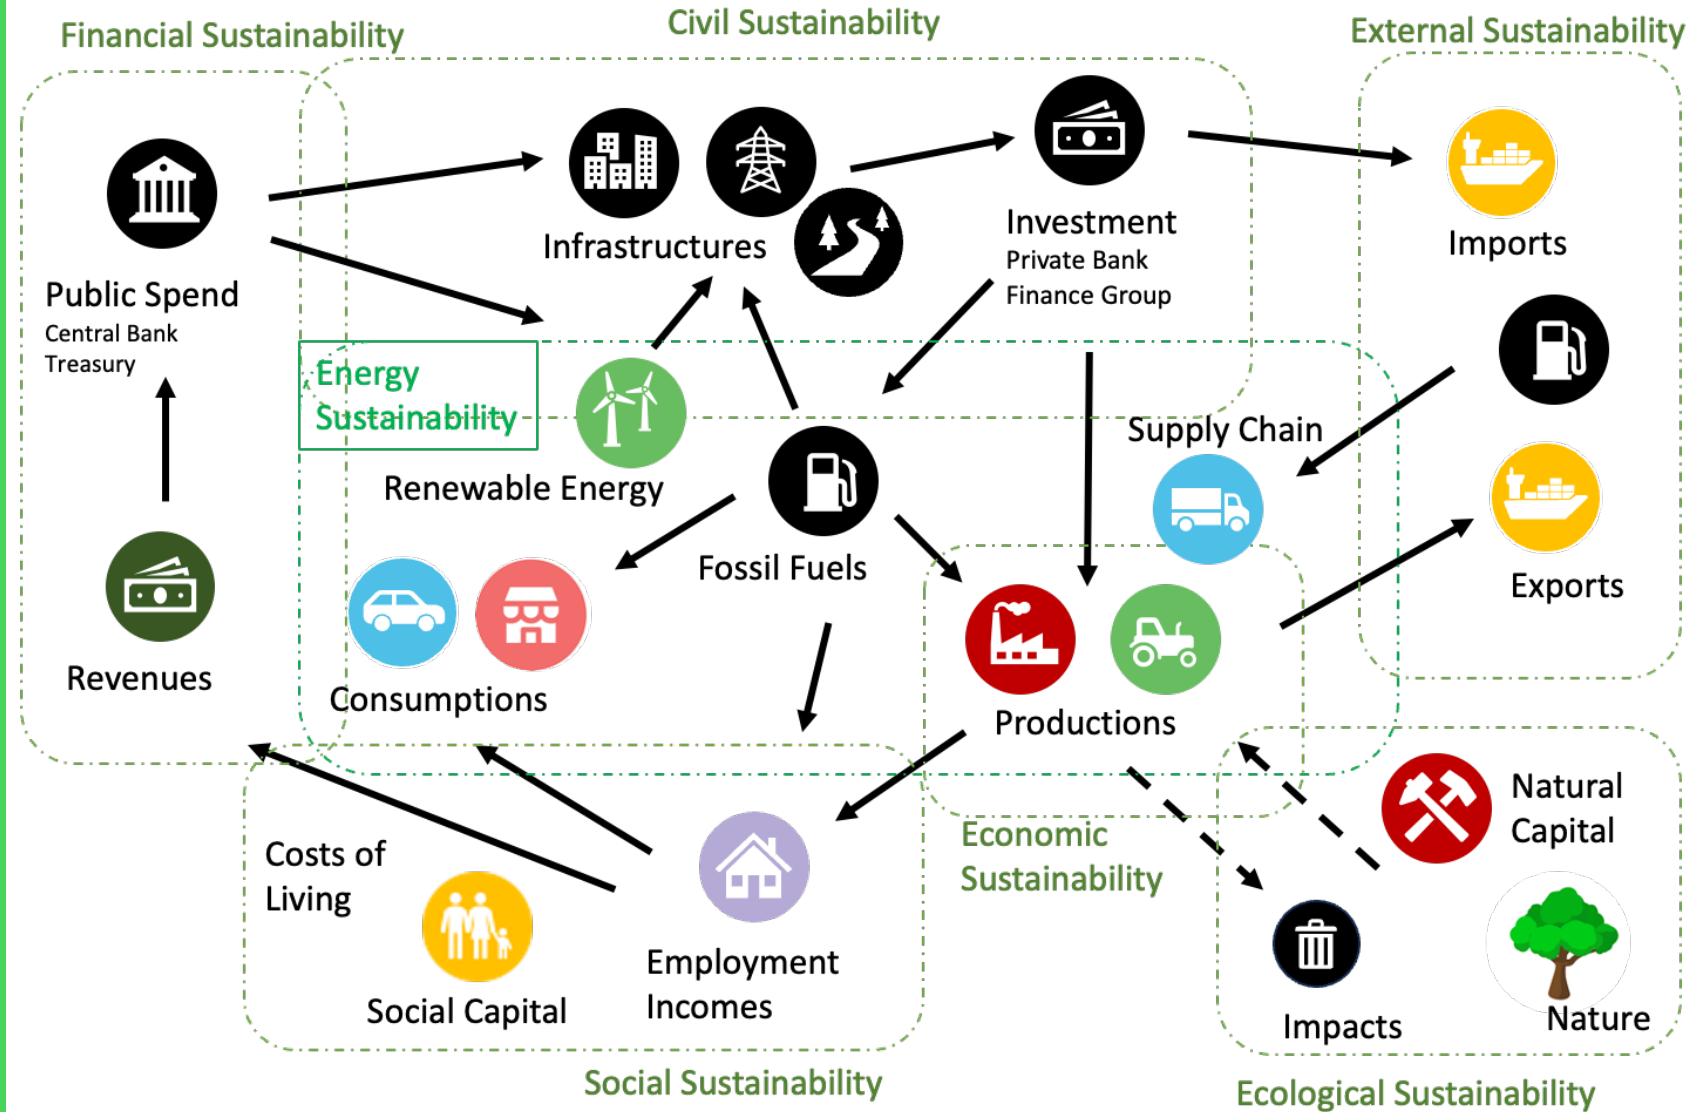 Financial Sustainability
Civil Sustainability
External Sustainability
Public Spend
Central Bank
Treasury
Infrastructures
Investment
Private Bank
Finance Group
Imports
Energy
Sustainability
Renewable Energy
Fossil Fuels
Supply Chain
Exports
Revenues
Consumptions
Productions
Economic
Sustainability
Natural
Capital
Costs of
Living
Social Capital
Employment
Incomes
Impacts
Nature
Social Sustainability
Ecological Sustainability